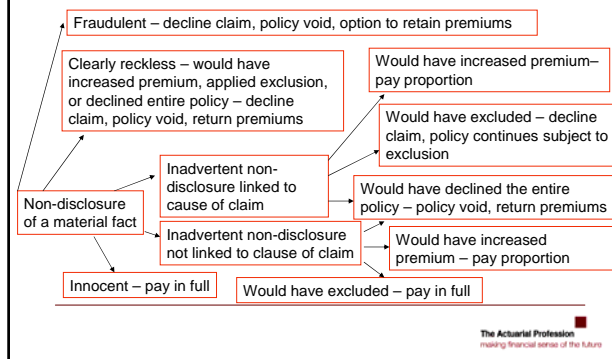 Fraudulent – decline claim, policy void, option to retain premiums
Clearly reckless – would have
increased premium, applied exclusion,
or declined entire policy – decline
claim, policy void, return premiums
Would have increased premium–
pay proportion
Would have excluded – decline
claim, policy continues subject to
exclusion
Inadvertent non-
disclosure linked to
cause of claim
Would have declined the entire
policy – policy void, return premiums
Non-disclosure
of a material fact
Inadvertent non-disclosure
not linked to clause of claim
Would have increased
premium – pay proportion
Innocent – pay in full
Would have excluded – pay in full
The Actuarial Profession
making financial sense of the future